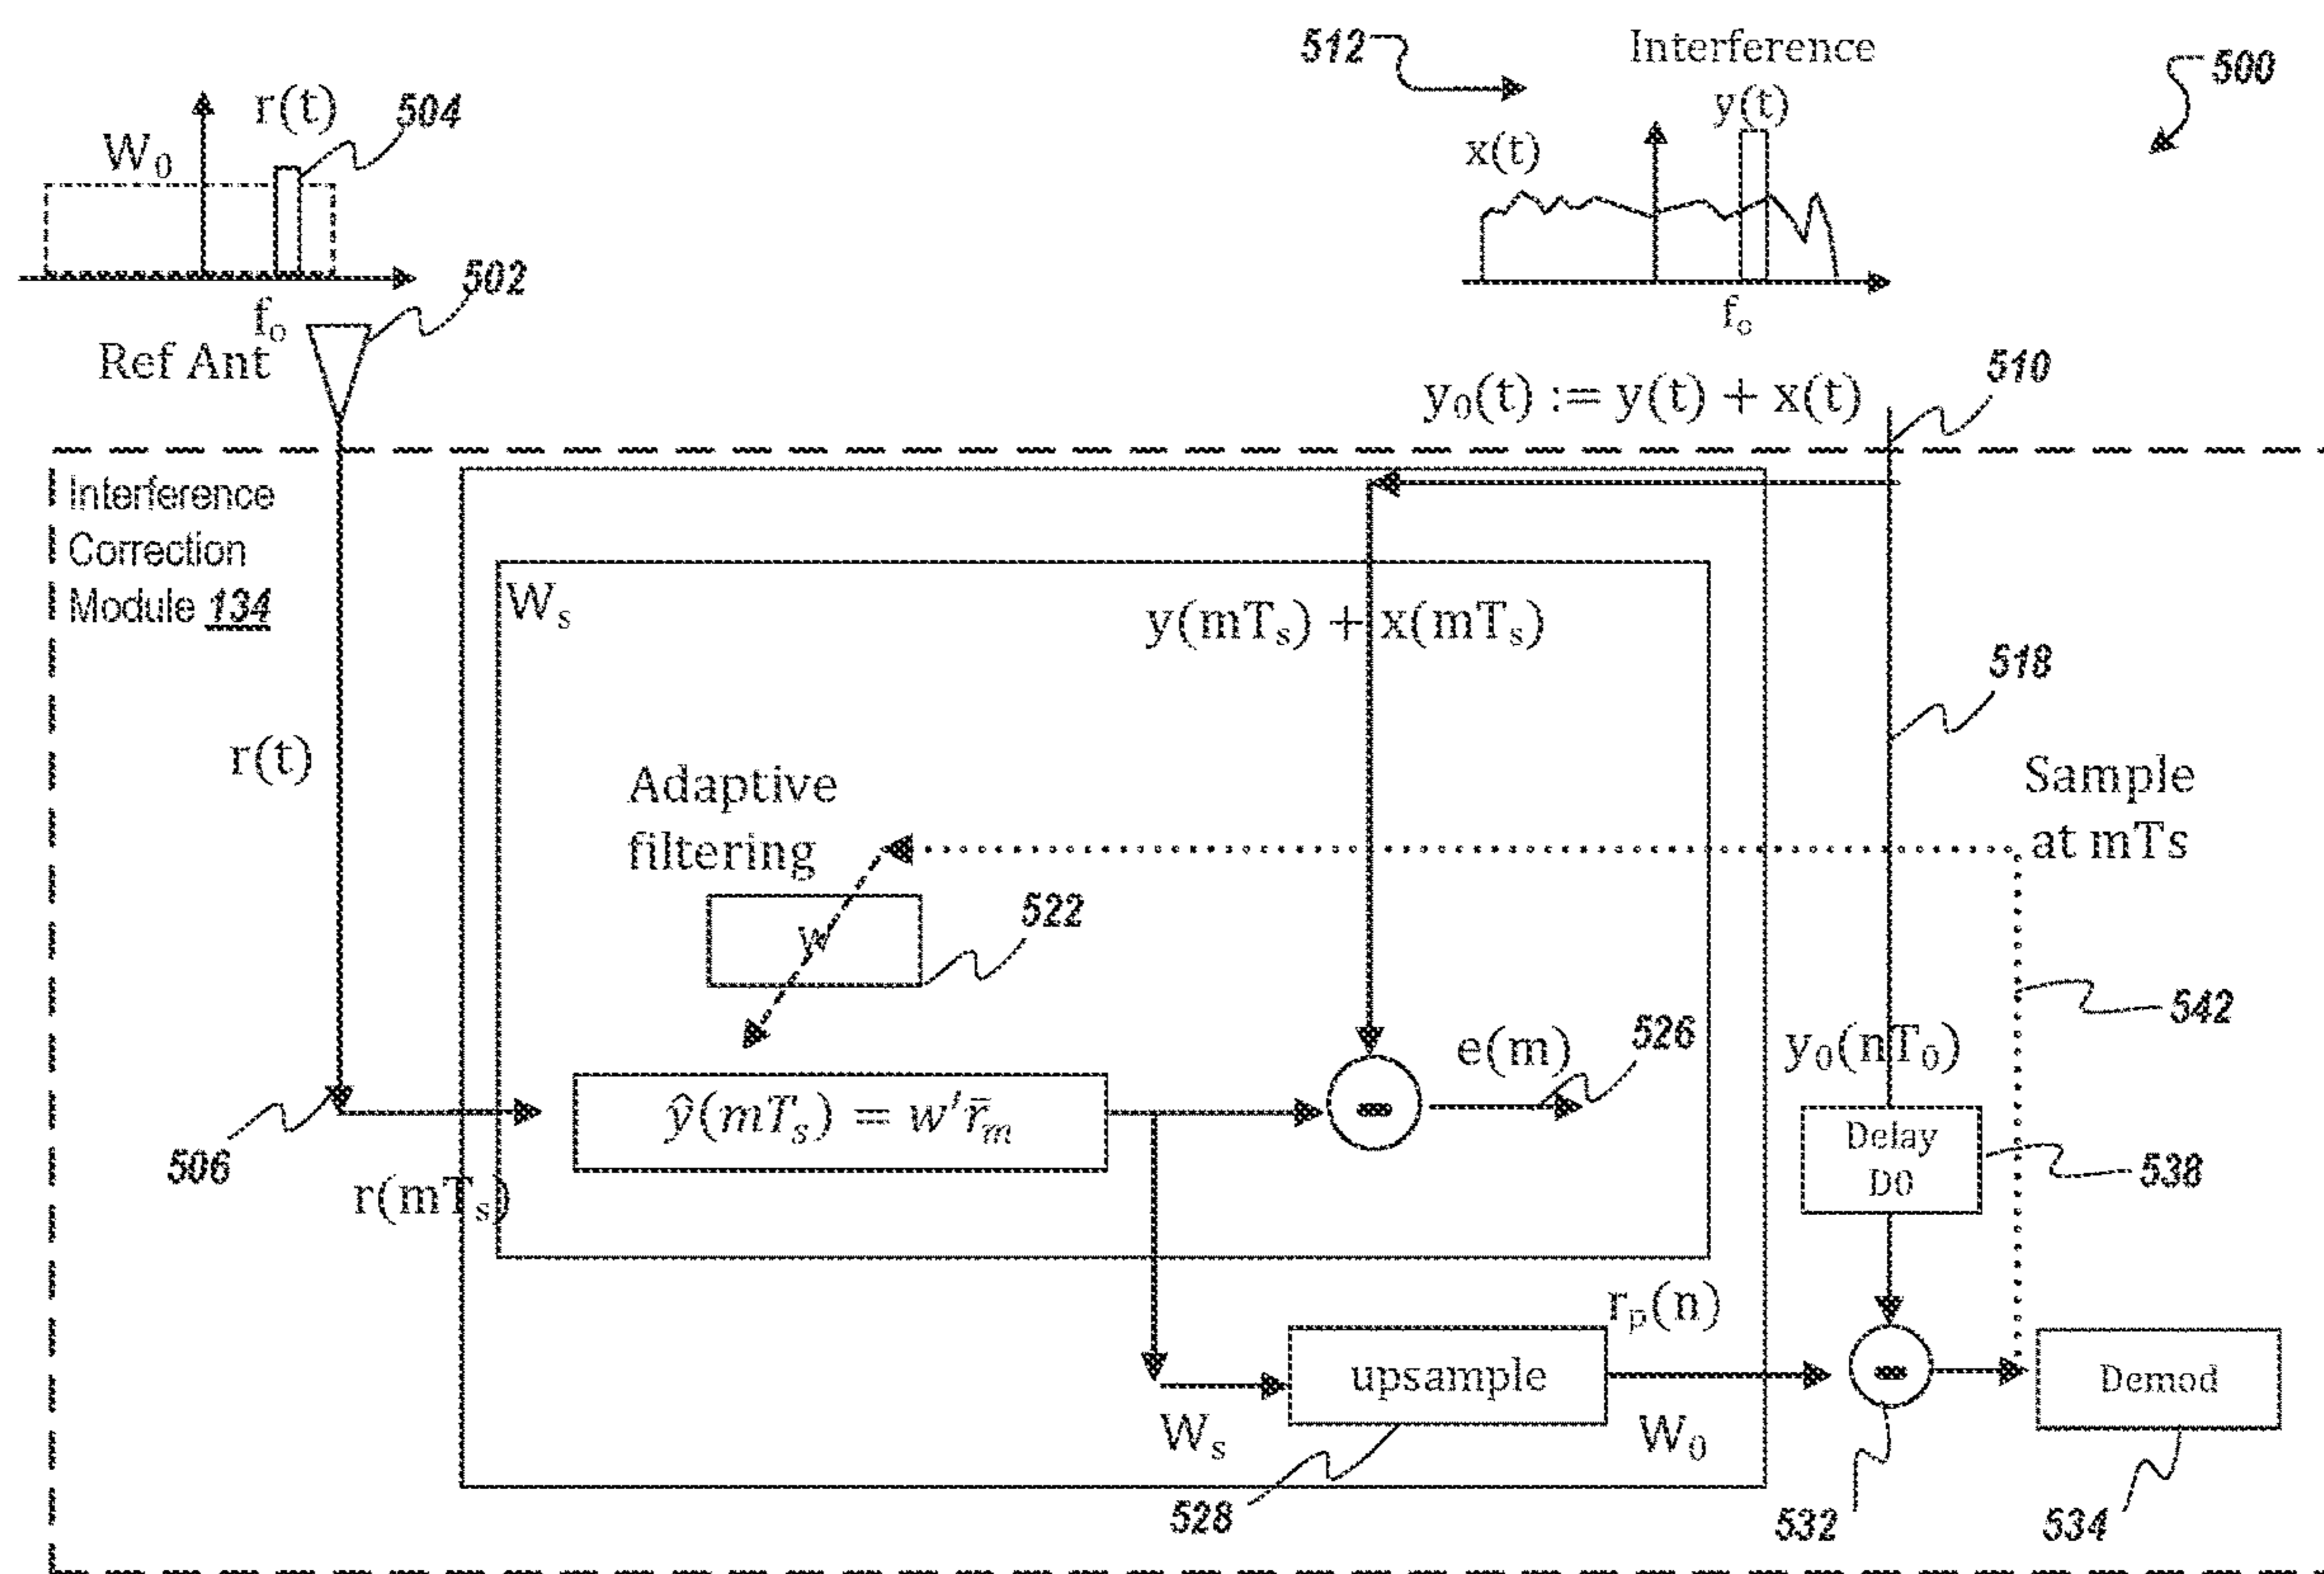 512
Interference
500
r(t)
504
y(t)
W₀
x(t)
502
f₀
f₀
Ref Ant
510
y₀(t) := y(t) + x(t)
Interference
Correction
Module 134
Wₛ
y(mTₛ) + x(mTₛ)
518
r(t)
Adaptive
filtering
Sample
at mTs
w
522
542
e(m)
526
y₀(nT₀)
ŷ(mTₛ) = w′r̄ₘ
-
Delay
D0
538
506
r(mTₛ)
rₚ(n)
upsample
-
Demod
Wₛ
W₀
528
532
534